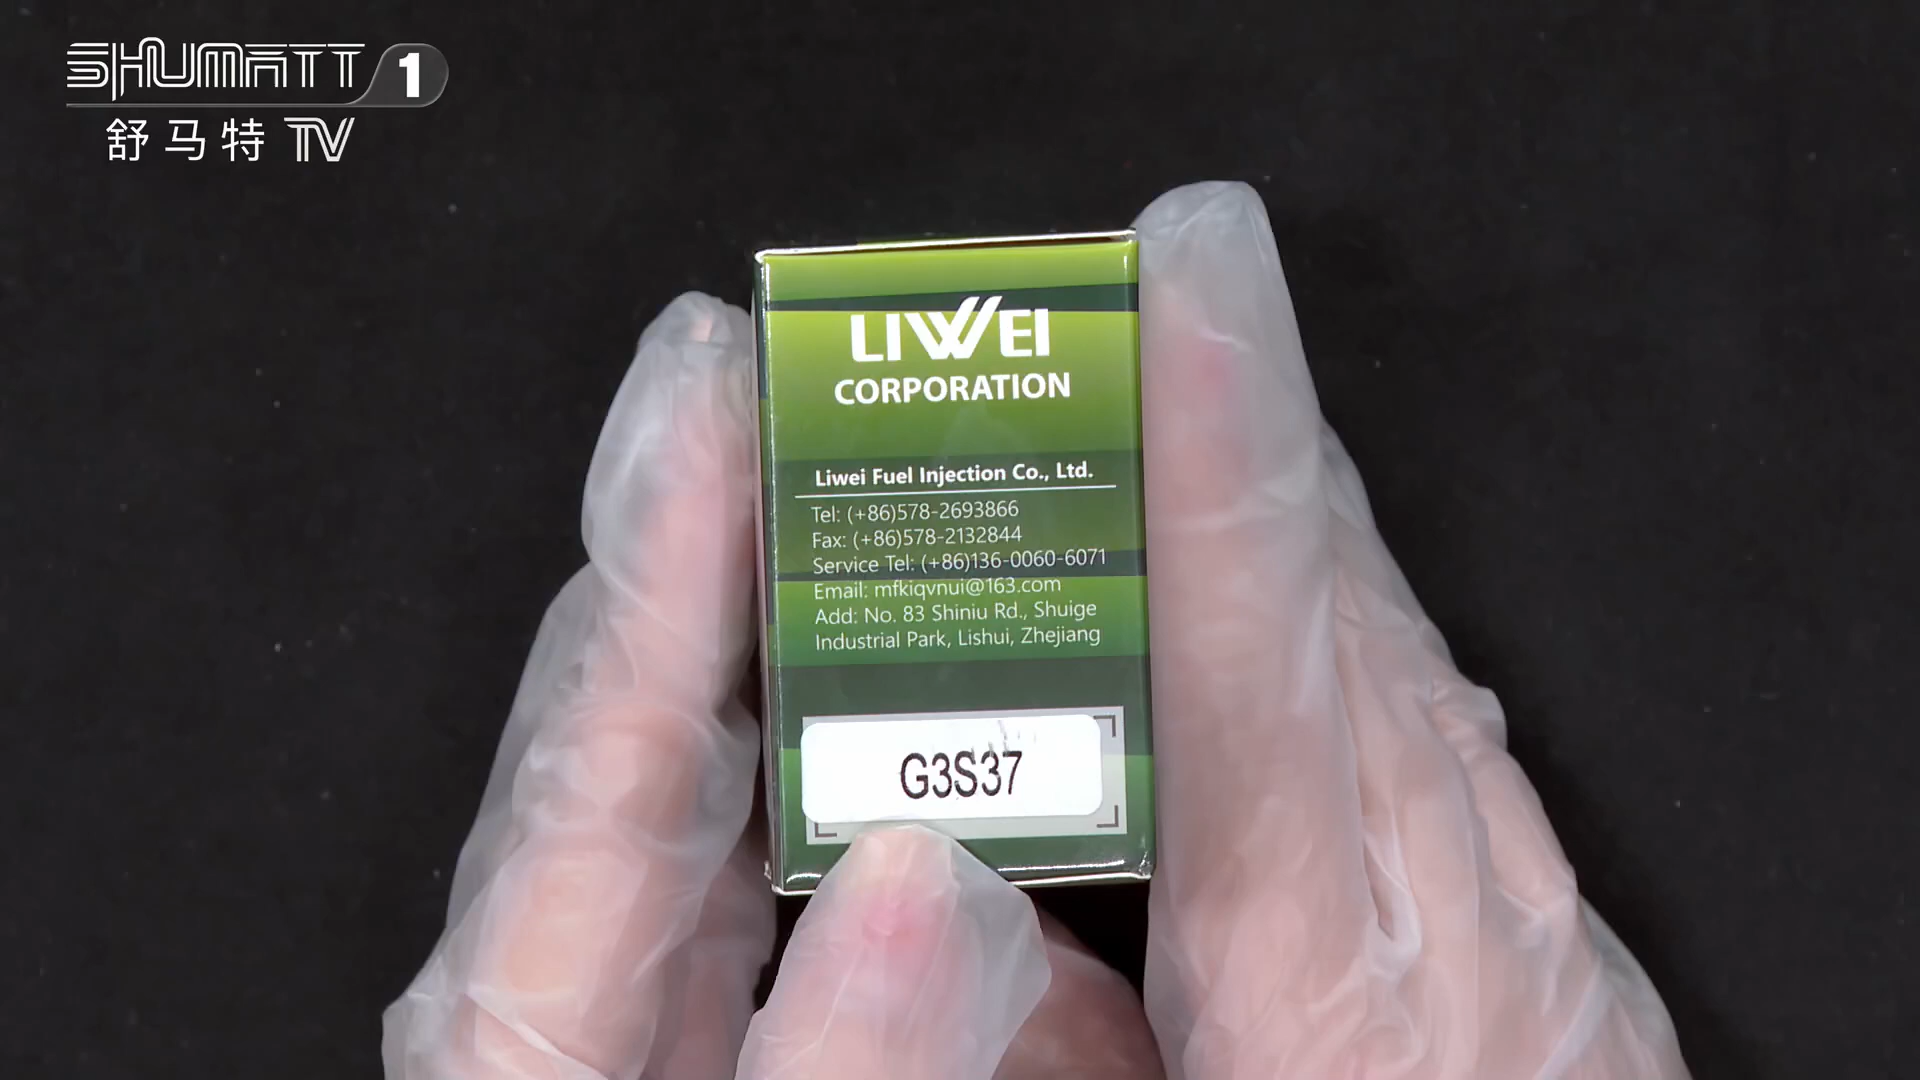 SHUMATT 1
舒马特 TV
LIWEI
CORPORATION
Liwei Fuel Injection Co., Ltd.
Tel: (+86)578-2693866
Fax: (+86)578-2132844
Service Tel: (+86)136-0060-6071
Email: mfkiqvnui@163.com
Add: No. 83 Shiniu Rd., Shuige
Industrial Park, Lishui, Zhejiang
G3S37